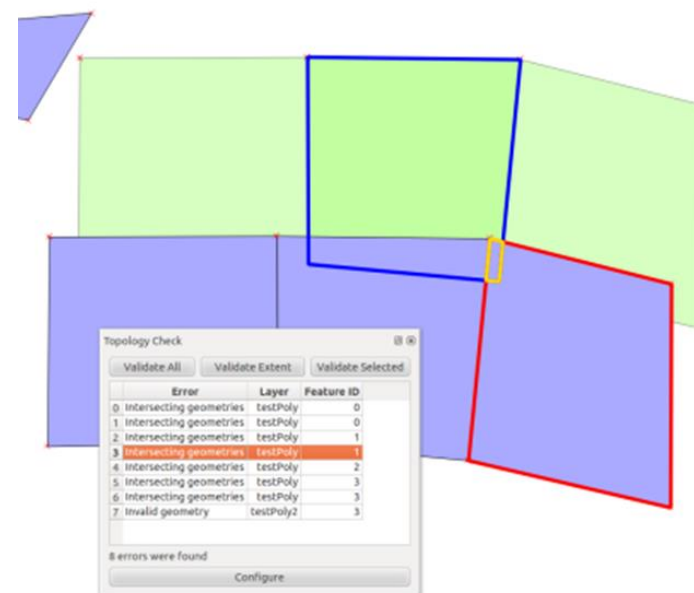 Topology Check
Validate All Validate Extent Validate Selected
Error Layer Feature ID
0 Intersecting geometries testPoly 0
1 Intersecting geometries testPoly 0
2 Intersecting geometries testPoly 1
3 Intersecting geometries testPoly 1
4 Intersecting geometries testPoly 2
5 Intersecting geometries testPoly 3
6 Intersecting geometries testPoly 3
7 Invalid geometry testPoly2 3
8 errors were found
Configure